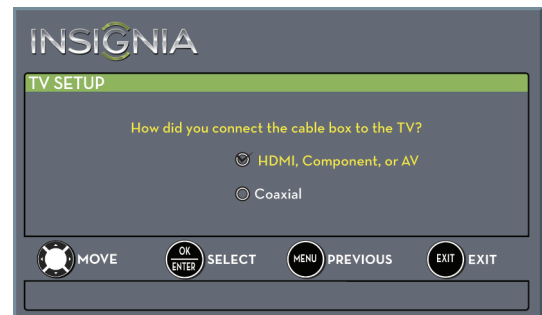 INSIGNIA
TV SETUP
How did you connect the cable box to the TV?
HDMI, Component, or AV
Coaxial
MOVE OK ENTER SELECT MENU PREVIOUS EXIT EXIT